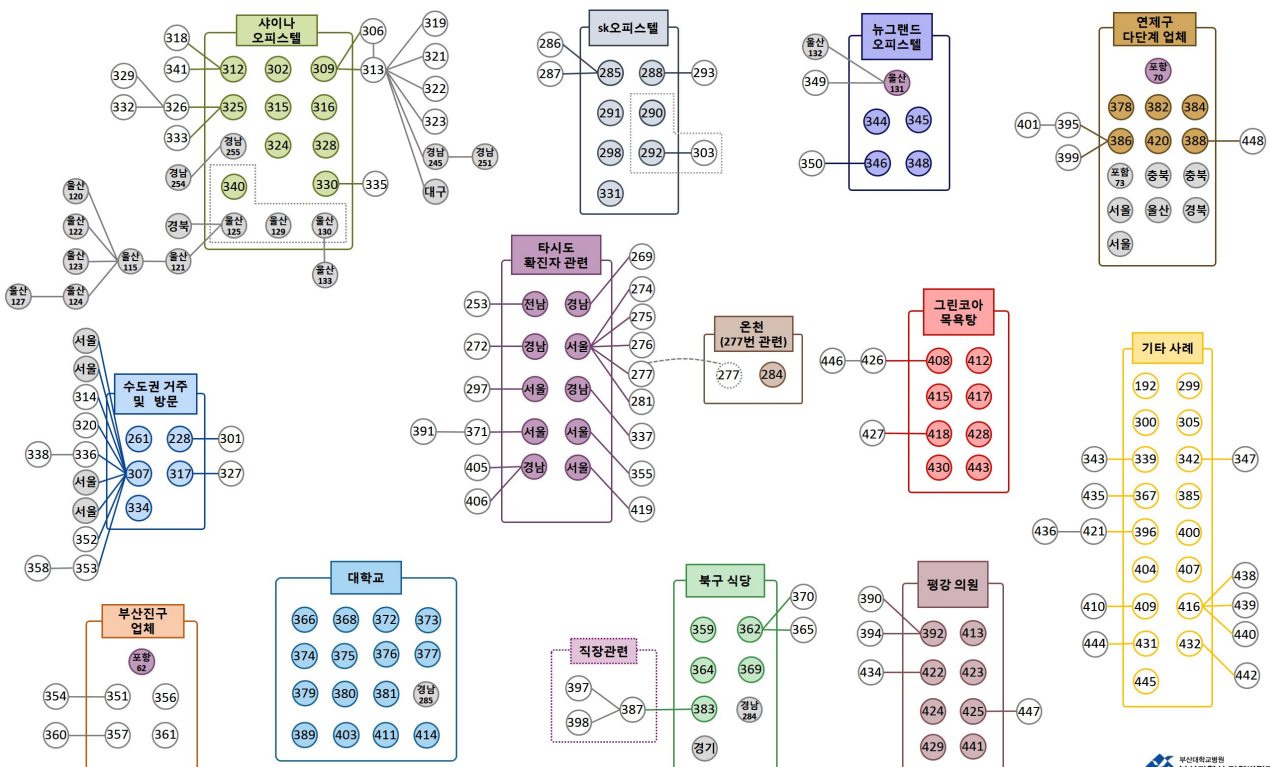 샤이나
오피스텔
318
341
312
302
309
306
313
319
321
322
323
329
332
326
325
315
316
333
경남
255
324
328
경남
254
340
330
335
경남
245
경남
251
대구
울산
120
울산
122
울산
123
울산
127
울산
124
울산
115
울산
121
경북
울산
125
울산
129
울산
130
울산
133
sk오피스텔
286
287
285
288
293
291
290
298
292
303
331
뉴그랜드
오피스텔
울산
132
349
울산
131
344
345
350
346
348
연제구
다단계 업체
포항
70
378
382
384
401
395
399
386
420
388
448
포항
73
충북
충북
서울
울산
경북
서울
타시도
확진자 관련
253
전남
경남
269
272
경남
서울
274
275
276
277
281
297
서울
경남
337
391
371
서울
서울
355
405
406
경남
서울
419
온천
(277번 관련)
277
284
그린코아
목욕탕
446
426
408
412
415
417
427
418
428
430
443
기타 사례
192
299
300
305
343
339
342
347
435
367
385
436
421
396
400
404
407
410
409
416
438
439
440
444
431
432
442
445
수도권 거주
및 방문
서울
서울
314
320
338
336
서울
서울
352
358
353
261
228
301
307
317
327
334
부산진구
업체
포항
62
354
351
356
360
357
361
대학교
366
368
372
373
374
375
376
377
379
380
381
경남
285
389
403
411
414
북구 식당
359
362
370
365
364
369
383
경남
284
경기
직장관련
397
398
387
평강 의원
390
394
392
413
434
422
423
424
425
447
429
441
부산대학교병원